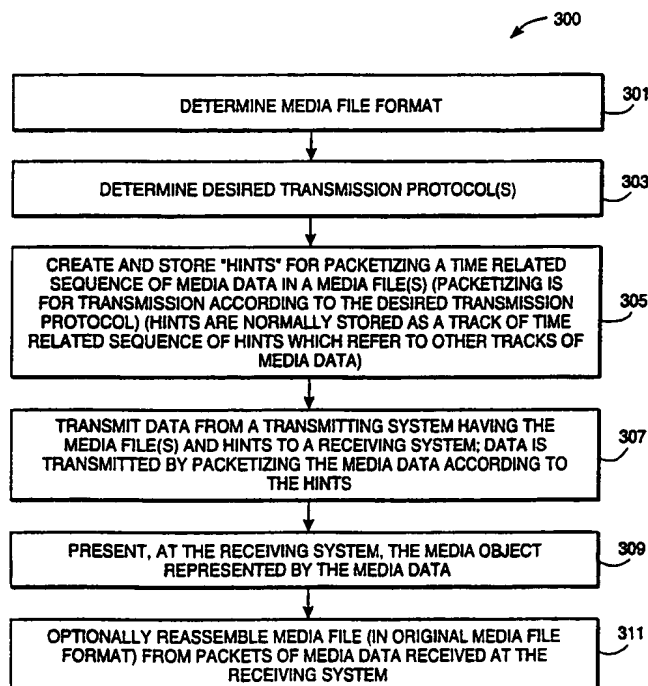 300
DETERMINE MEDIA FILE FORMAT
301
DETERMINE DESIRED TRANSMISSION PROTOCOL(S)
303
CREATE AND STORE "HINTS" FOR PACKETIZING A TIME RELATED
SEQUENCE OF MEDIA DATA IN A MEDIA FILE(S) (PACKETIZING IS
FOR TRANSMISSION ACCORDING TO THE DESIRED TRANSMISSION
PROTOCOL) (HINTS ARE NORMALLY STORED AS A TRACK OF TIME
RELATED SEQUENCE OF HINTS WHICH REFER TO OTHER TRACKS OF
MEDIA DATA)
305
TRANSMIT DATA FROM A TRANSMITTING SYSTEM HAVING THE
MEDIA FILE(S) AND HINTS TO A RECEIVING SYSTEM; DATA IS
TRANSMITTED BY PACKETIZING THE MEDIA DATA ACCORDING TO
THE HINTS
307
PRESENT, AT THE RECEIVING SYSTEM, THE MEDIA OBJECT
REPRESENTED BY THE MEDIA DATA
309
OPTIONALLY REASSEMBLE MEDIA FILE (IN ORIGINAL MEDIA FILE
FORMAT) FROM PACKETS OF MEDIA DATA RECEIVED AT THE
RECEIVING SYSTEM
311